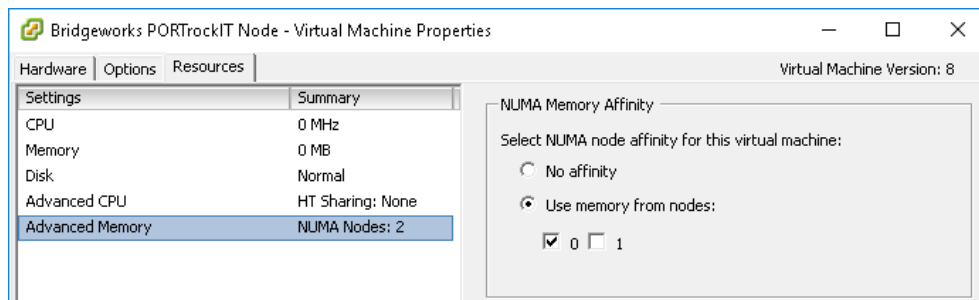 Bridgeworks PORTrockIT Node - Virtual Machine Properties
Hardware Options Resources Virtual Machine Version: 8
Settings Summary
CPU 0 MHz
Memory 0 MB
Disk Normal
Advanced CPU HT Sharing: None
Advanced Memory NUMA Nodes: 2
NUMA Memory Affinity
Select NUMA node affinity for this virtual machine:
No affinity
Use memory from nodes:
0 1